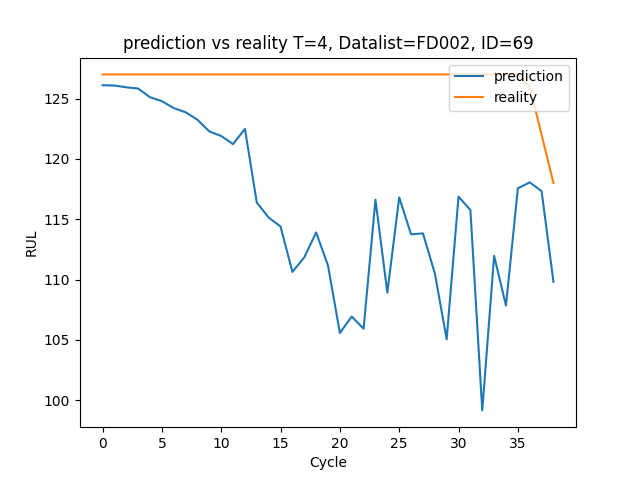 prediction vs reality T=4, Datalist=FD002, ID=69
prediction
reality
RUL
125
120
115
110
105
100
0 5 10 15 20 25 30 35
Cycle